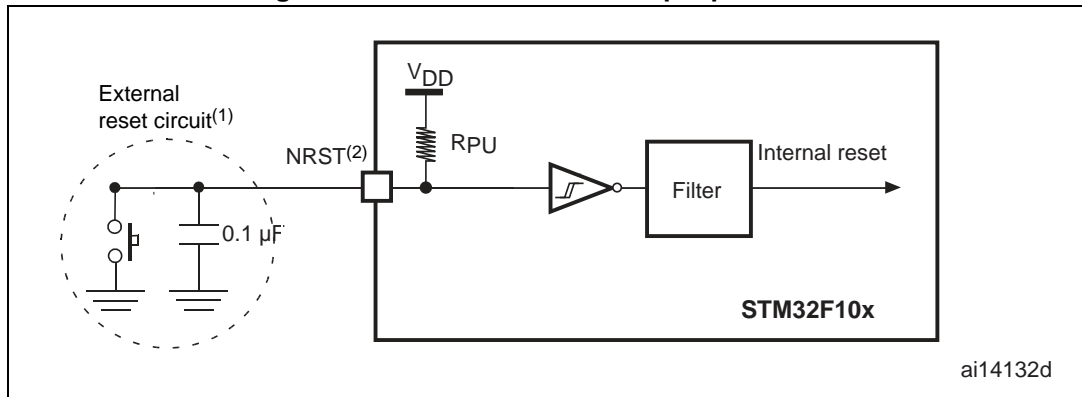 External
reset circuit(1)
VDD
RPU
NRST(2)
0.1 µF
Filter
Internal reset
STM32F10x
ai14132d